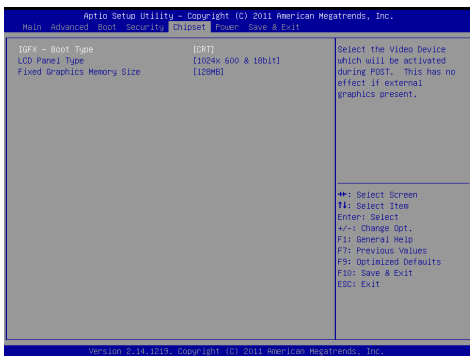 Aptio Setup Utility – Copyright (C) 2011 American Megatrends, Inc.
Main Advanced Boot Security Chipset Power Save & Exit
IGFX - Boot Type [CRT]
LCD Panel Type [1024x 600 & 18bit]
Fixed Graphics Memory Size [128MB]
Select the Video Device
which will be activated
during POST. This has no
effect if external
graphics present.
→←: Select Screen
↑↓: Select Item
Enter: Select
+/-: Change Opt.
F1: General Help
F7: Previous Values
F9: Optimized Defaults
F10: Save & Exit
ESC: Exit
Version 2.14.1219. Copyright (C) 2011 American Megatrends, Inc.